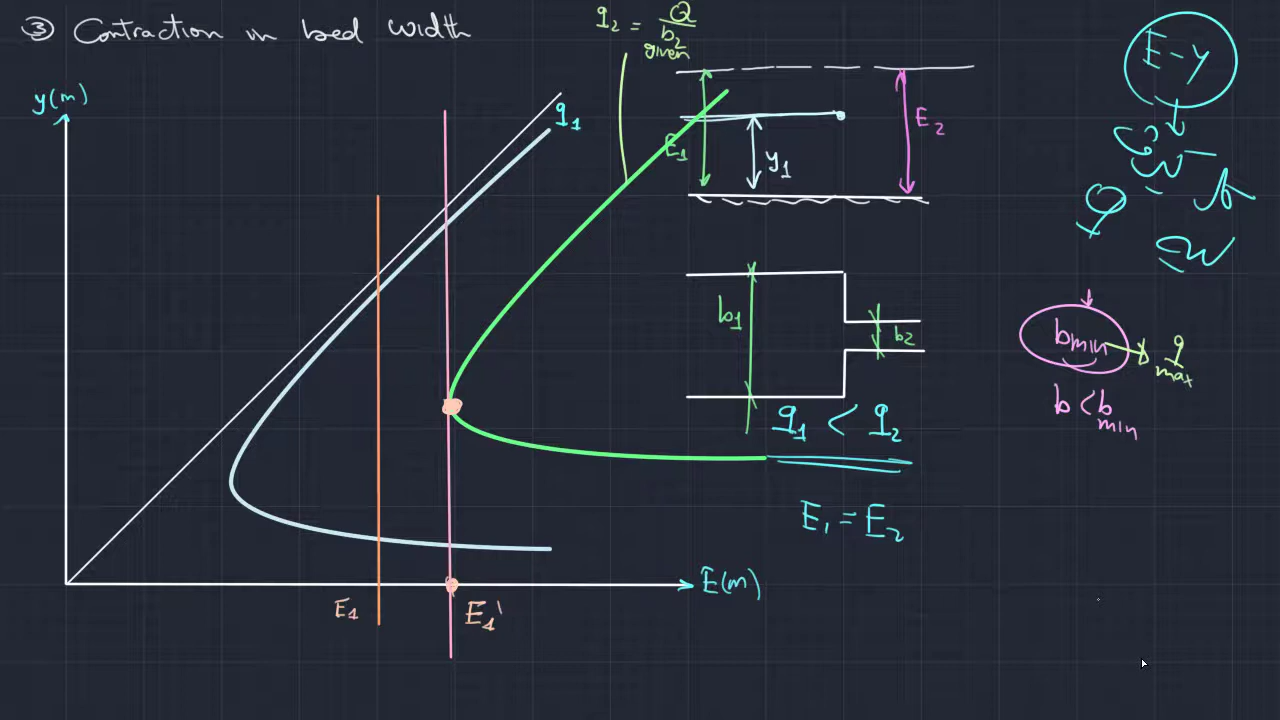 ③ Contraction in bed width
q2 = Q / b2
given
E-y
y(m)
q1
E1
y1
E2
b1
b2
bmin → q max
b < b min
q1 < q2
E1 = E2
E(m)
E1
E1'